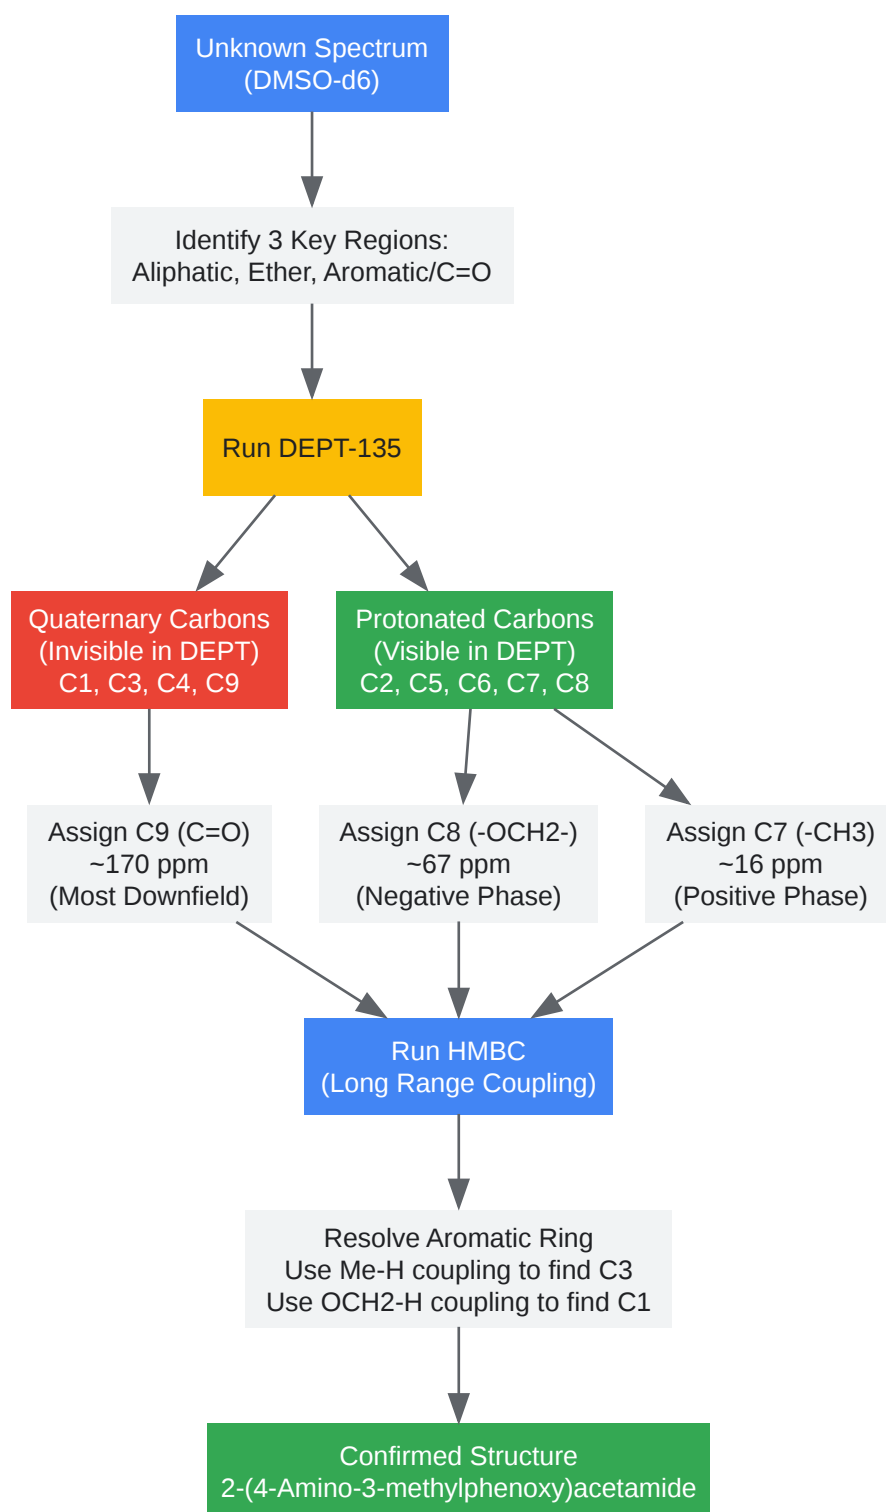 Unknown Spectrum
(DMSO-d6)
Identify 3 Key Regions:
Aliphatic, Ether, Aromatic/C=O
Run DEPT-135
Quaternary Carbons
(Invisible in DEPT)
C1, C3, C4, C9
Protonated Carbons
(Visible in DEPT)
C2, C5, C6, C7, C8
Assign C9 (C=O)
~170 ppm
(Most Downfield)
Assign C8 (-OCH2-)
~67 ppm
(Negative Phase)
Assign C7 (-CH3)
~16 ppm
(Positive Phase)
Run HMBC
(Long Range Coupling)
Resolve Aromatic Ring
Use Me-H coupling to find C3
Use OCH2-H coupling to find C1
Confirmed Structure
2-(4-Amino-3-methylphenoxy)acetamide